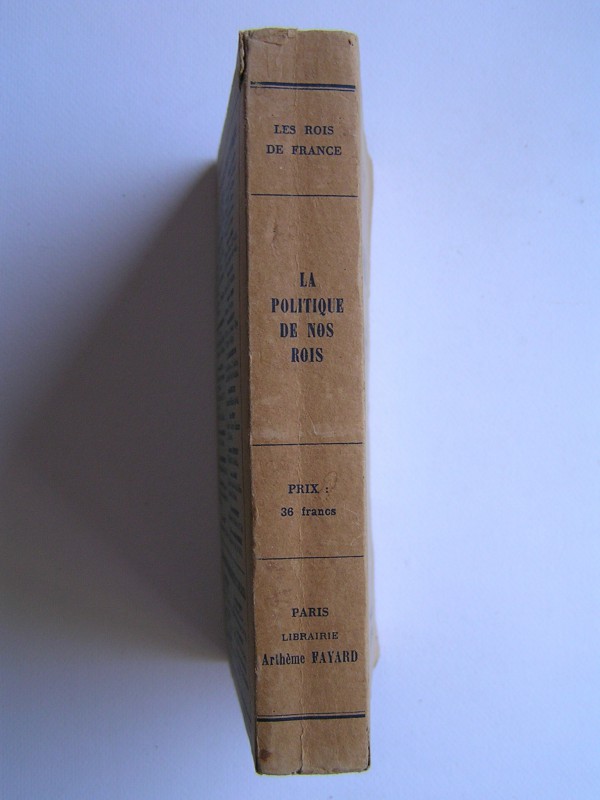 LES ROIS
DE FRANCE
LA
POLITIQUE
DE NOS
ROIS
PRIX :
36 francs
PARIS
LIBRAIRIE
Arthème FAYARD